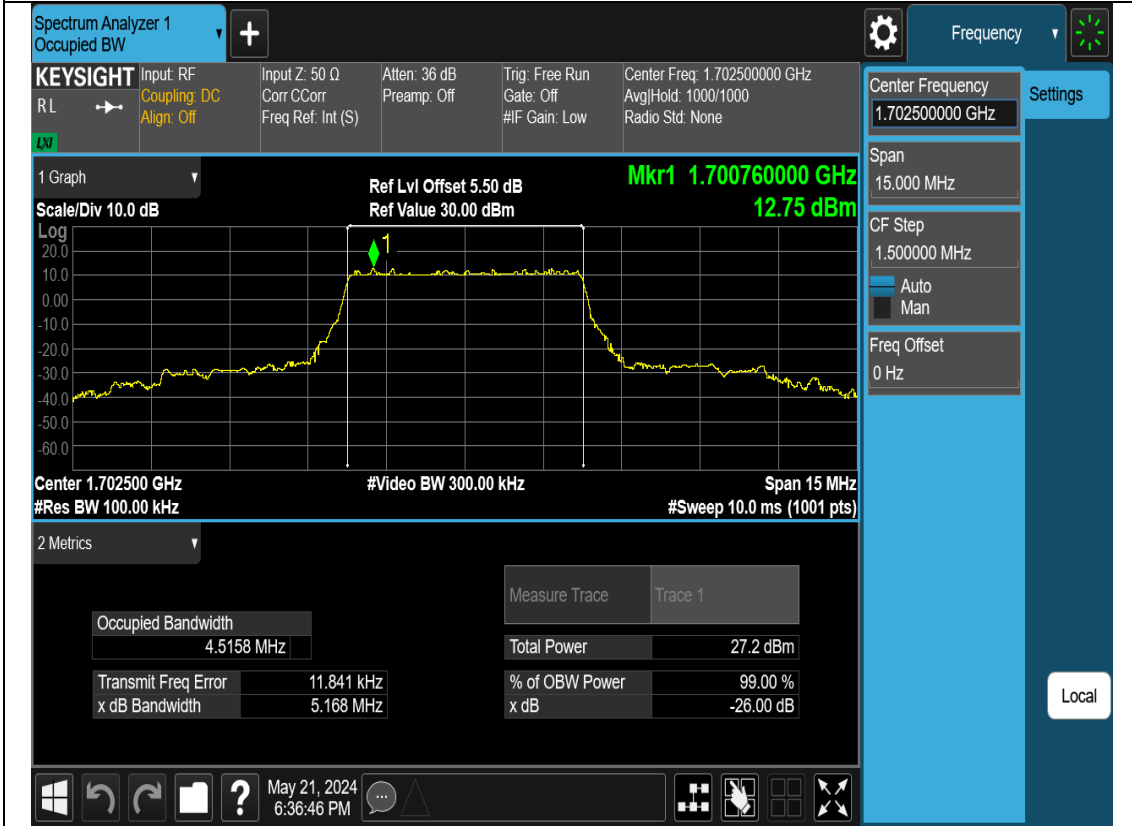 Spectrum Analyzer 1
Occupied BW
+
Frequency
KEYSIGHT
R L
LXI
Input: RF
Coupling: DC
Align: Off
Input Z: 50 Ω
Corr CCorr
Freq Ref: Int (S)
Atten: 36 dB
Preamp: Off
Trig: Free Run
Gate: Off
#IF Gain: Low
Center Freq: 1.702500000 GHz
Avg|Hold: 1000/1000
Radio Std: None
Center Frequency
1.702500000 GHz
Settings
Span
15.000 MHz
CF Step
1.500000 MHz
Auto
Man
Freq Offset
0 Hz
Local
1 Graph
Scale/Div 10.0 dB
Ref Lvl Offset 5.50 dB
Ref Value 30.00 dBm
Mkr1 1.700760000 GHz
12.75 dBm
Log
1
20.0
10.0
0.00
-10.0
-20.0
-30.0
-40.0
-50.0
-60.0
Center 1.702500 GHz
#Res BW 100.00 kHz
#Video BW 300.00 kHz
Span 15 MHz
#Sweep 10.0 ms (1001 pts)
2 Metrics
Measure Trace Trace 1
Occupied Bandwidth
4.5158 MHz
Total Power 27.2 dBm
Transmit Freq Error 11.841 kHz
% of OBW Power 99.00 %
x dB Bandwidth 5.168 MHz
x dB -26.00 dB
?
May 21, 2024
6:36:46 PM